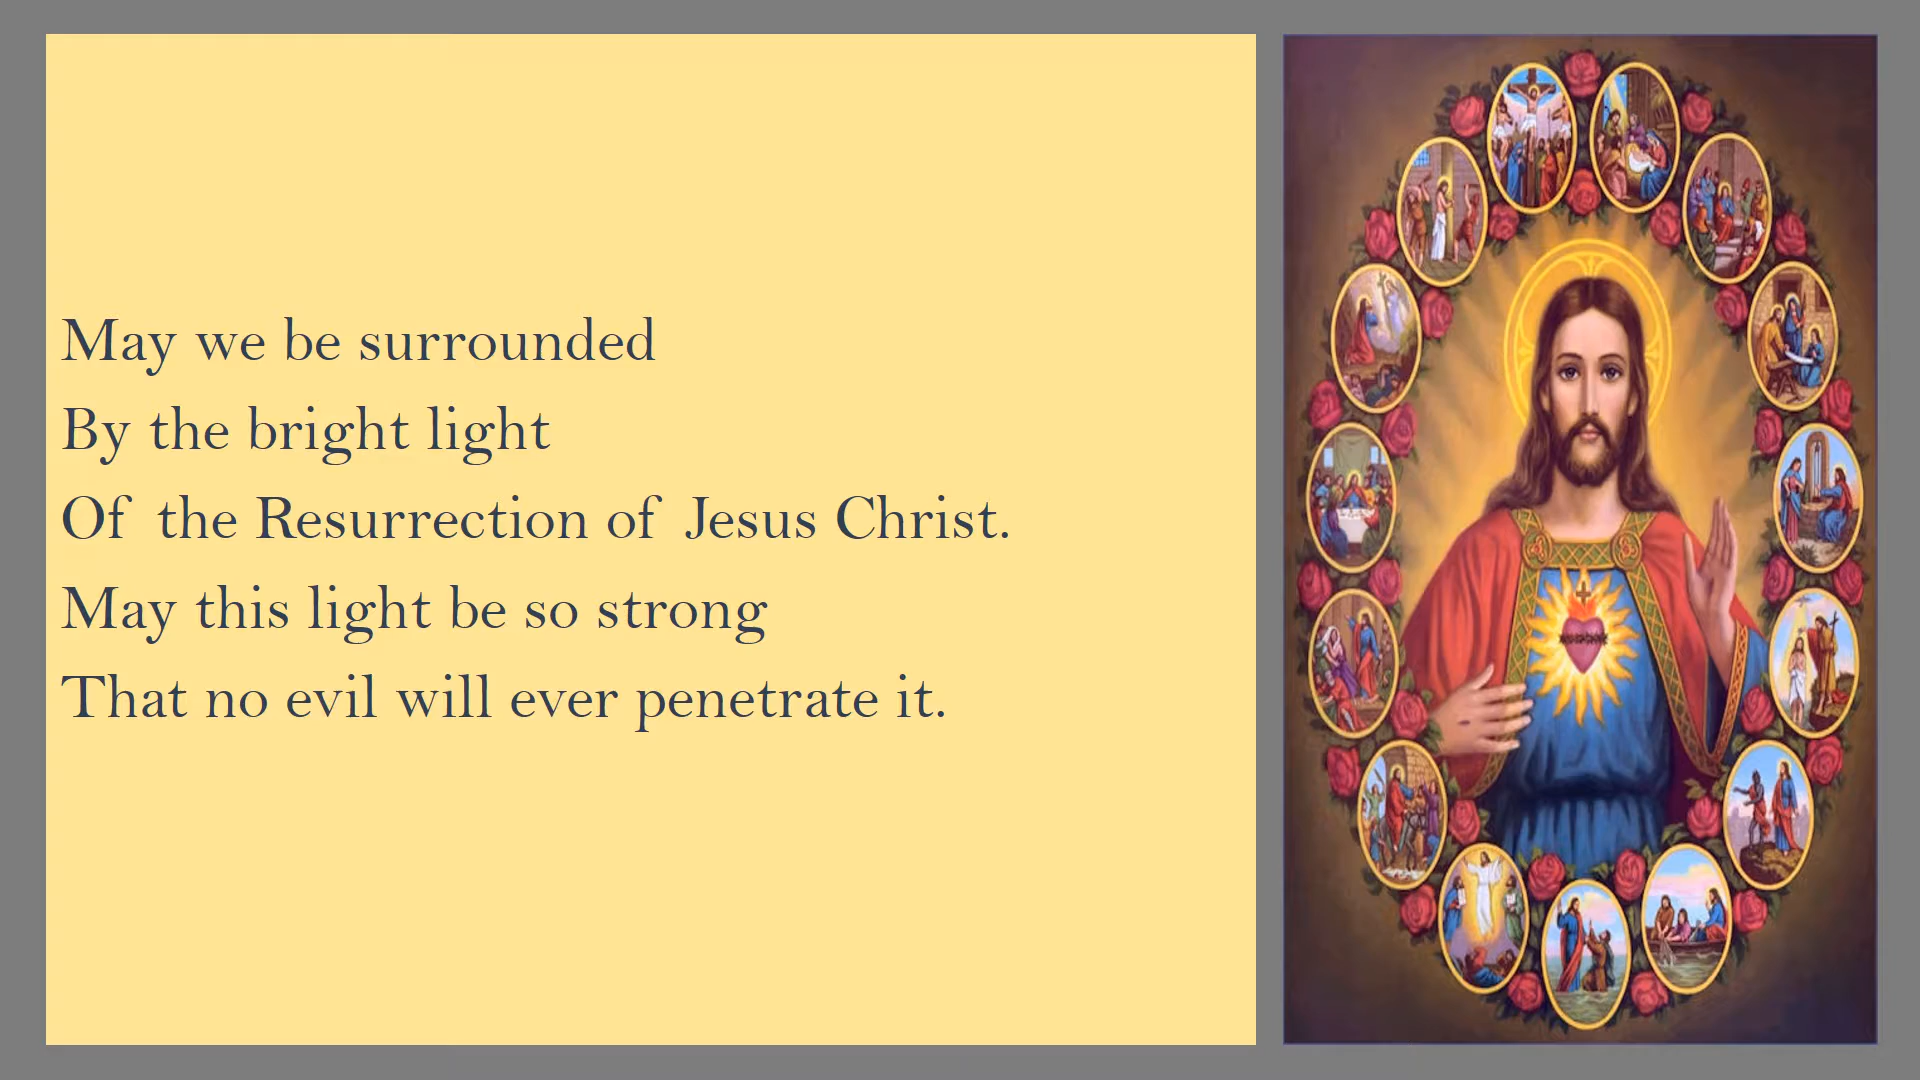 May we be surrounded
By the bright light
Of the Resurrection of Jesus Christ.
May this light be so strong
That no evil will ever penetrate it.